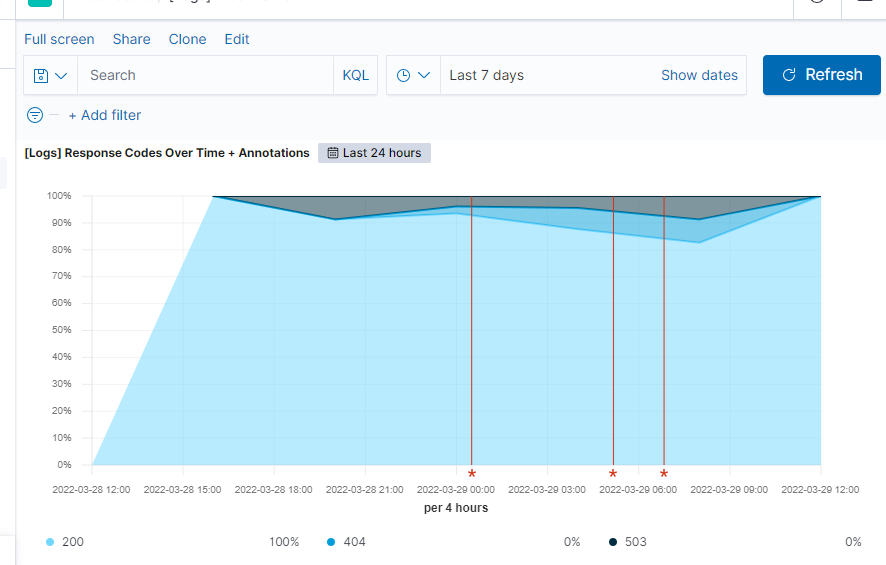 Full screen Share Clone Edit
Search KQL Last 7 days Show dates Refresh
+ Add filter
[Logs] Response Codes Over Time + Annotations Last 24 hours
100%
90%
80%
70%
60%
50%
40%
30%
20%
10%
0%
* * *
2022-03-28 12:00 2022-03-28 15:00 2022-03-28 18:00 2022-03-28 21:00 2022-03-29 00:00 2022-03-29 03:00 2022-03-29 06:00 2022-03-29 09:00 2022-03-29 12:00
per 4 hours
200 100% 404 0% 503 0%